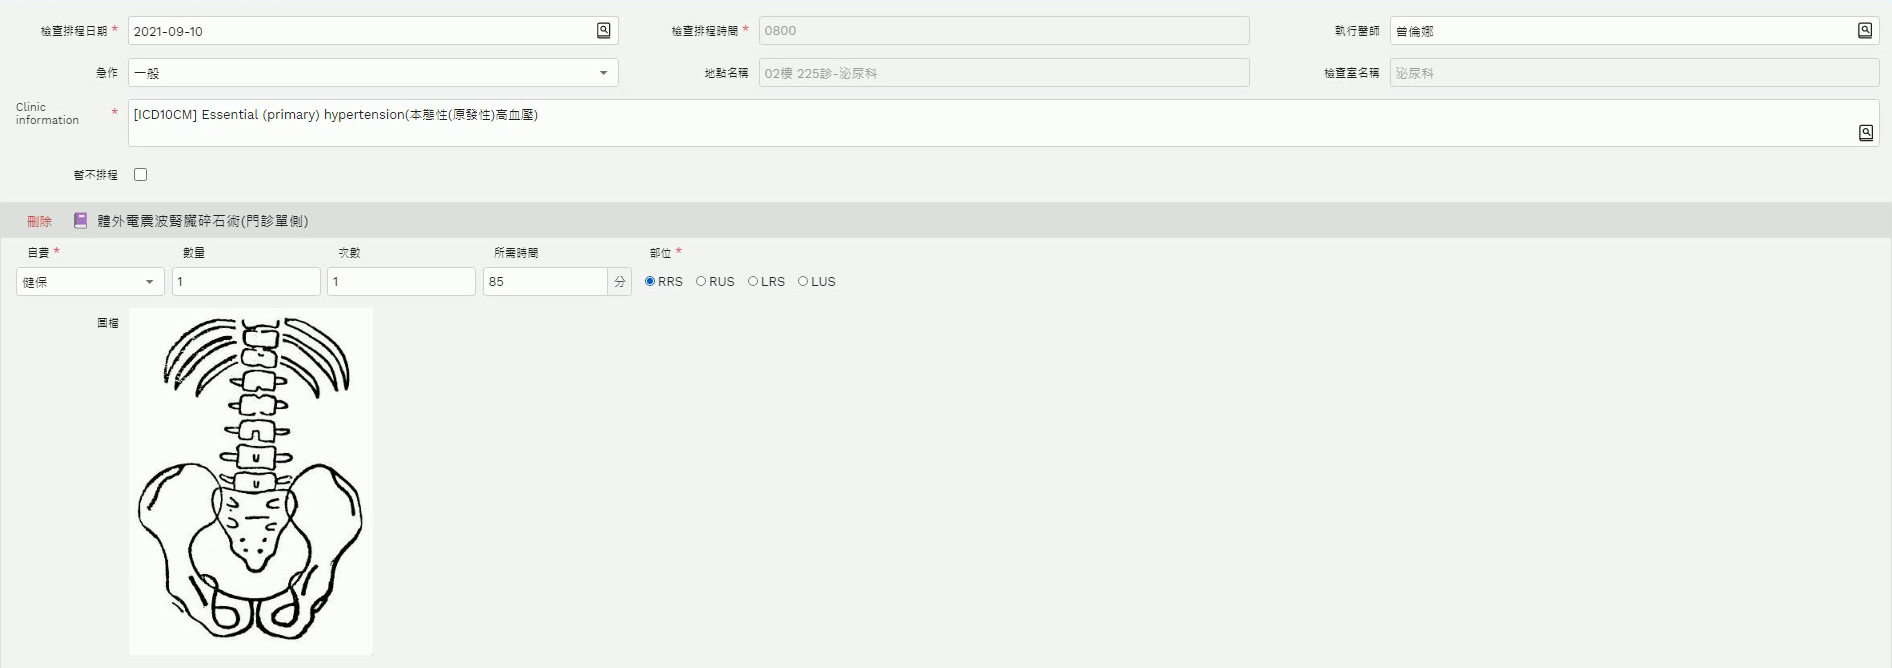 檢查排程日期 * 2021-09-10 檢查排程時間 * 0800 執行醫師 曾倫娜
急作 一般 地點名稱 02樓 225診-泌尿科 檢查室名稱 泌尿科
Clinic
information * [ICD10CM] Essential (primary) hypertension(本態性(原發性)高血壓)
暫不排程
刪除 體外電震波腎臟碎石術(門診單側)
自費 * 數量 次數 所需時間 部位 *
健保 1 1 85 分 RRS RUS LRS LUS
圖檔